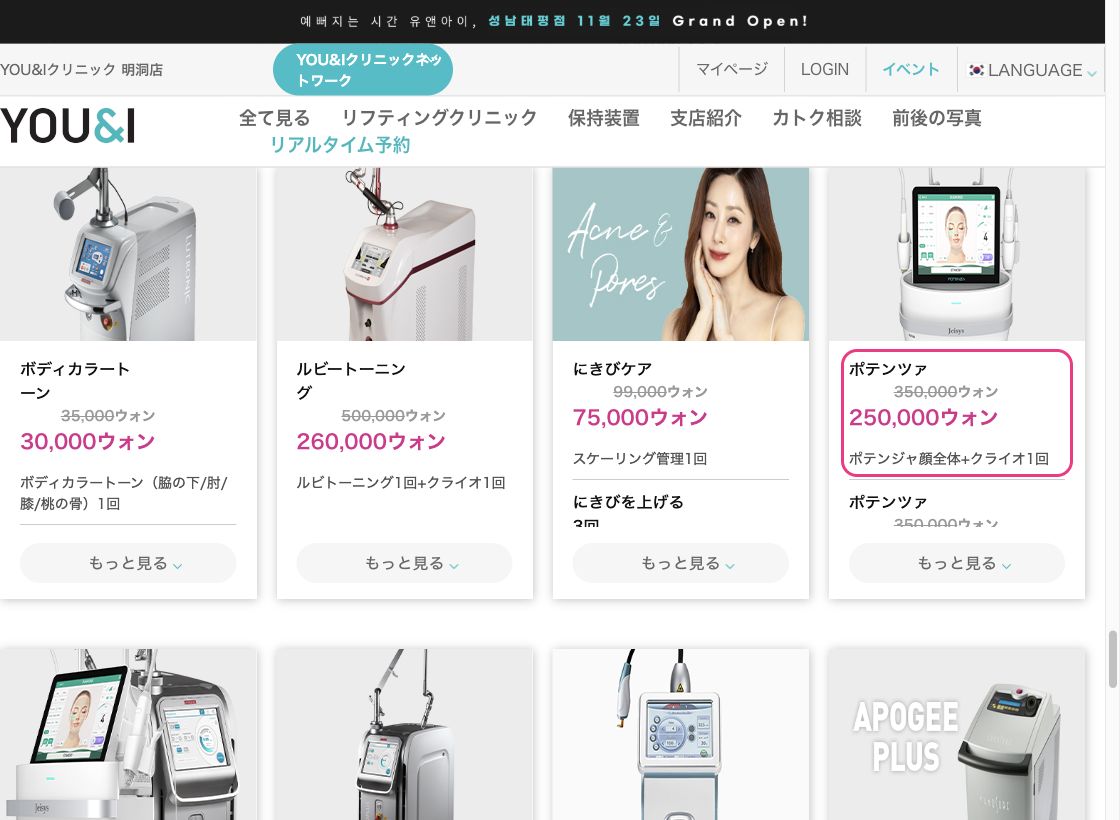 예뻐지는 시간 유앤아이, 성남태평점 11월 23일 Grand Open!
YOU&Iクリニック 明洞店
YOU&Iクリニックネットワーク
マイページ
LOGIN
イベント
LANGUAGE
YOU&I
全て見る
リフティングクリニック
保持装置
支店紹介
カトク相談
前後の写真
リアルタイム予約
LUTRONIC
Acne &
Pores
Jeisys
ボディカラート
ーン
35,000ウォン
30,000ウォン
ボディカラートーン（脇の下/肘/
膝/桃の骨）1回
もっと見る
ルビートーニン
グ
500,000ウォン
260,000ウォン
ルビトーニング1回+クライオ1回
もっと見る
にきびケア
99,000ウォン
75,000ウォン
スケーリング管理1回
にきびを上げる
3回
もっと見る
ポテンツァ
350,000ウォン
250,000ウォン
ポテンジャ顔全体+クライオ1回
ポテンツァ
350,000ウォン
もっと見る
Jeisys
APOGEE
PLUS